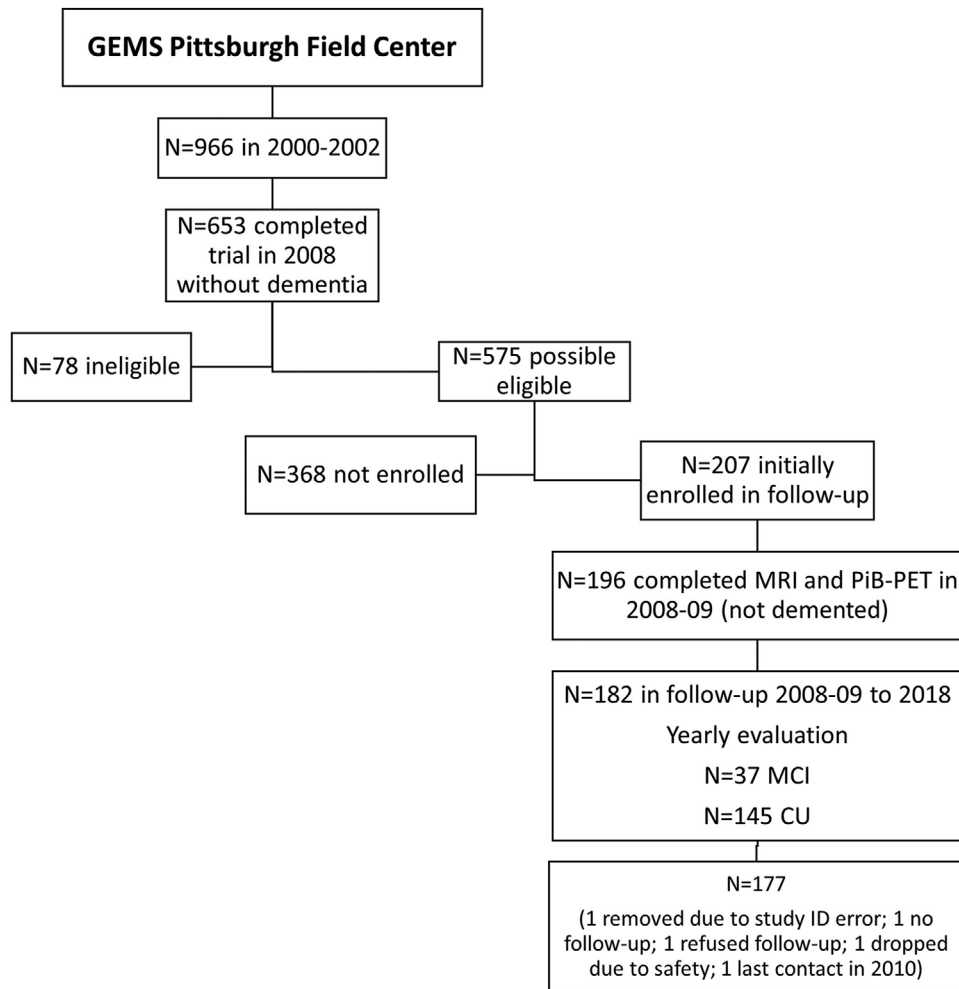 GEMS Pittsburgh Field Center
N=966 in 2000-2002
N=653 completed
trial in 2008
without dementia
N=78 ineligible
N=575 possible
eligible
N=368 not enrolled
N=207 initially
enrolled in follow-up
N=196 completed MRI and PiB-PET in
2008-09 (not demented)
N=182 in follow-up 2008-09 to 2018
Yearly evaluation
N=37 MCI
N=145 CU
N=177
(1 removed due to study ID error; 1 no
follow-up; 1 refused follow-up; 1 dropped
due to safety; 1 last contact in 2010)